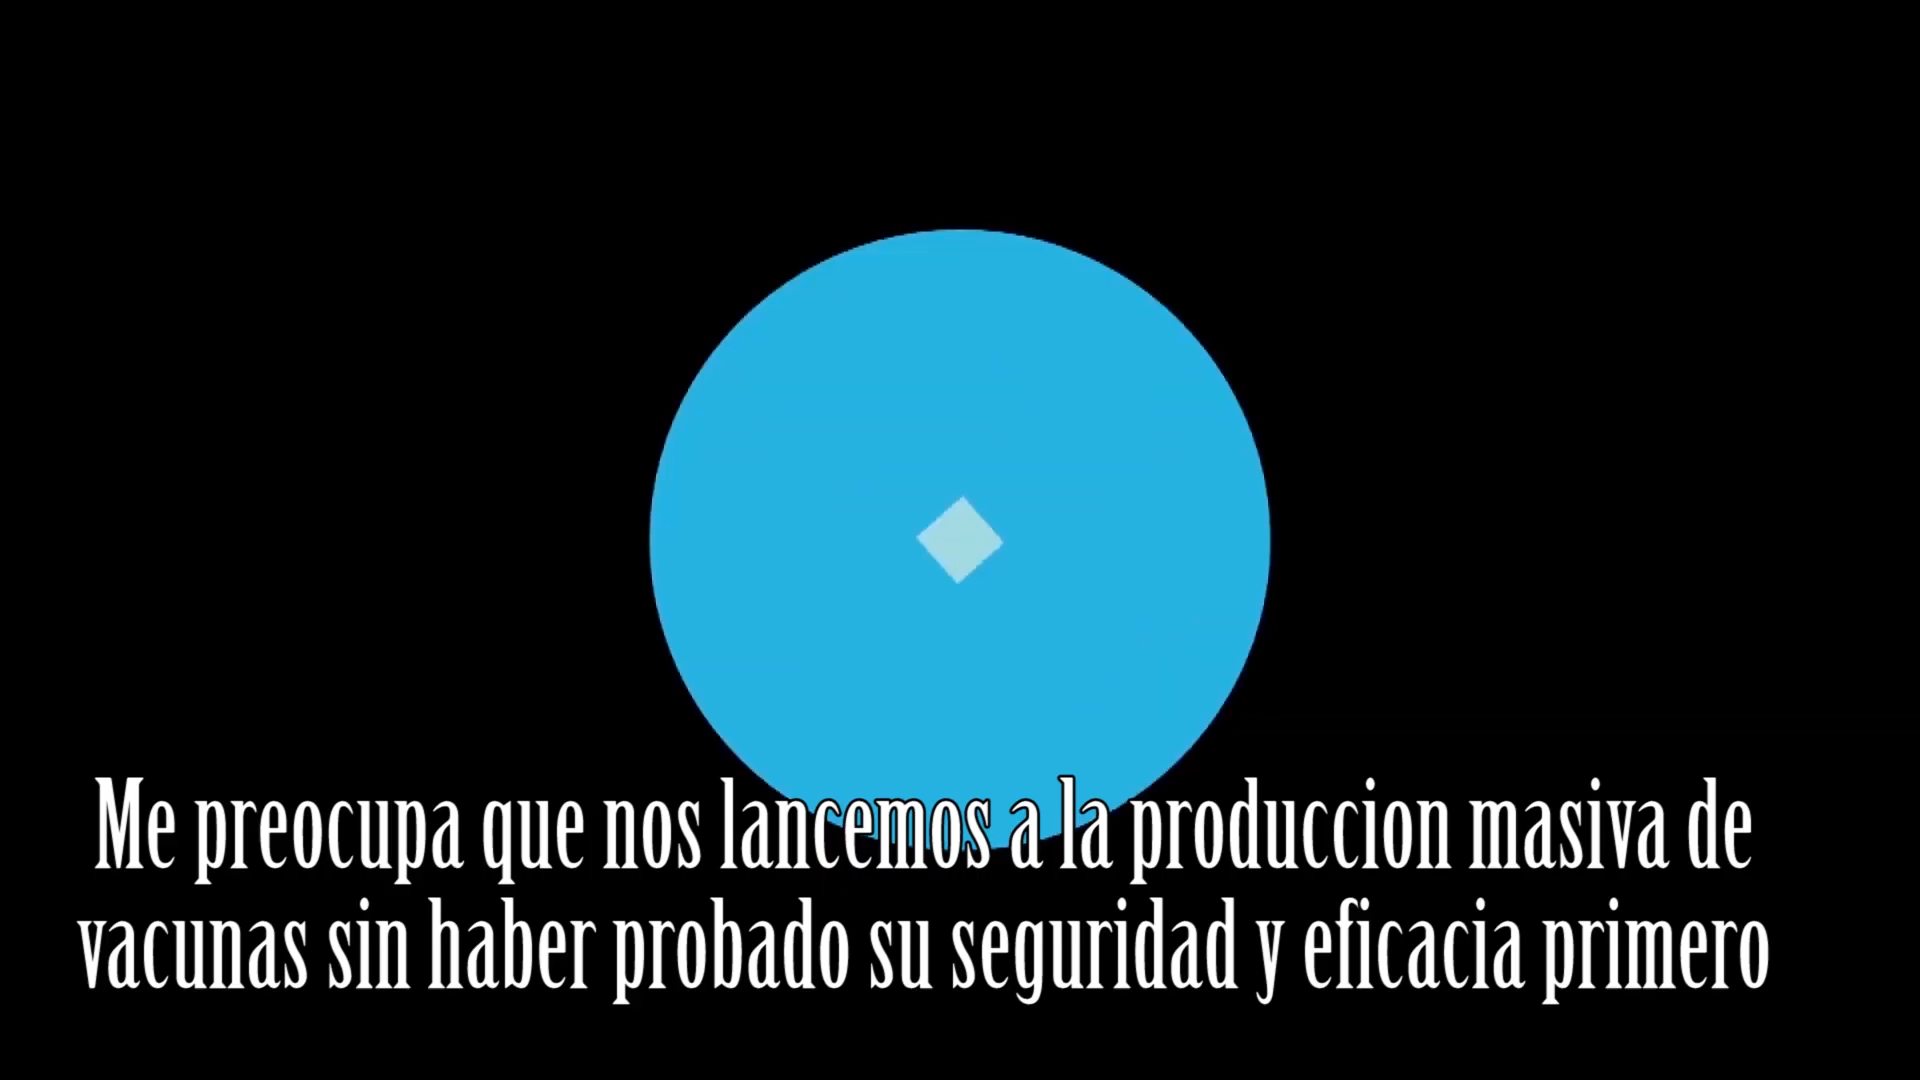 Me preocupa que nos lancemos a la produccion masiva de
vacunas sin haber probado su seguridad y eficacia primero